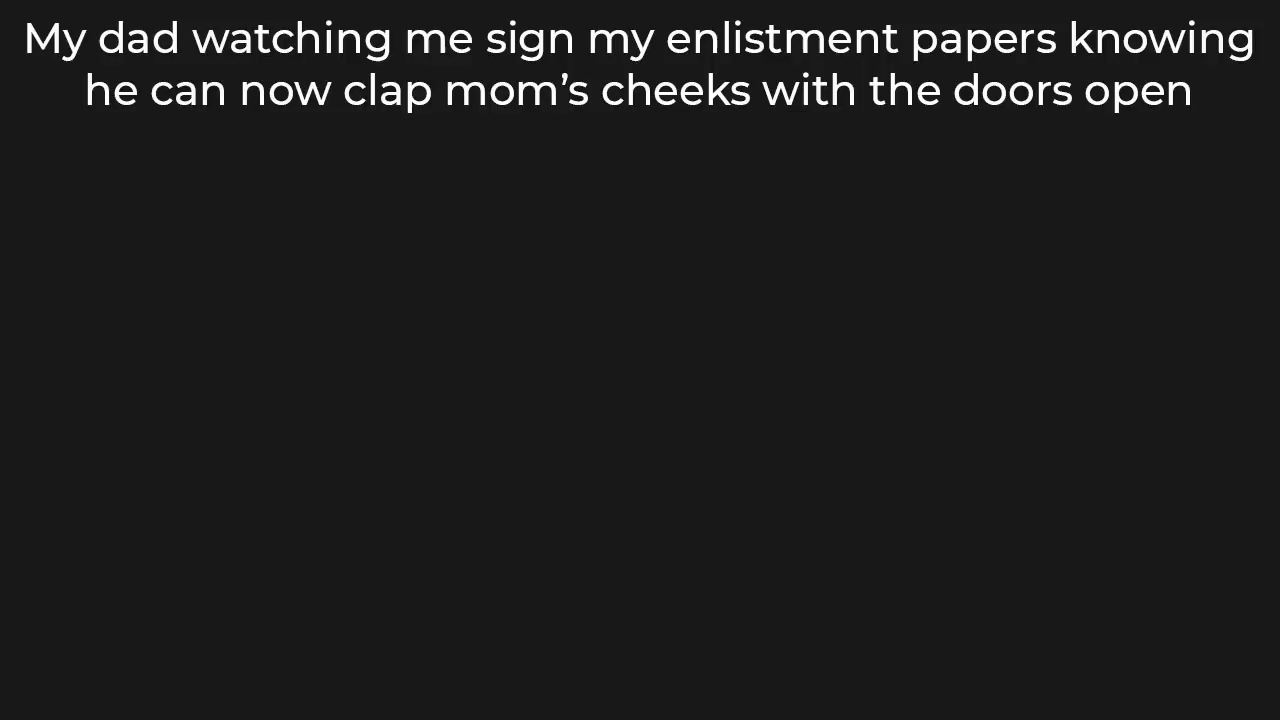 My dad watching me sign my enlistment papers knowing
he can now clap mom’s cheeks with the doors open